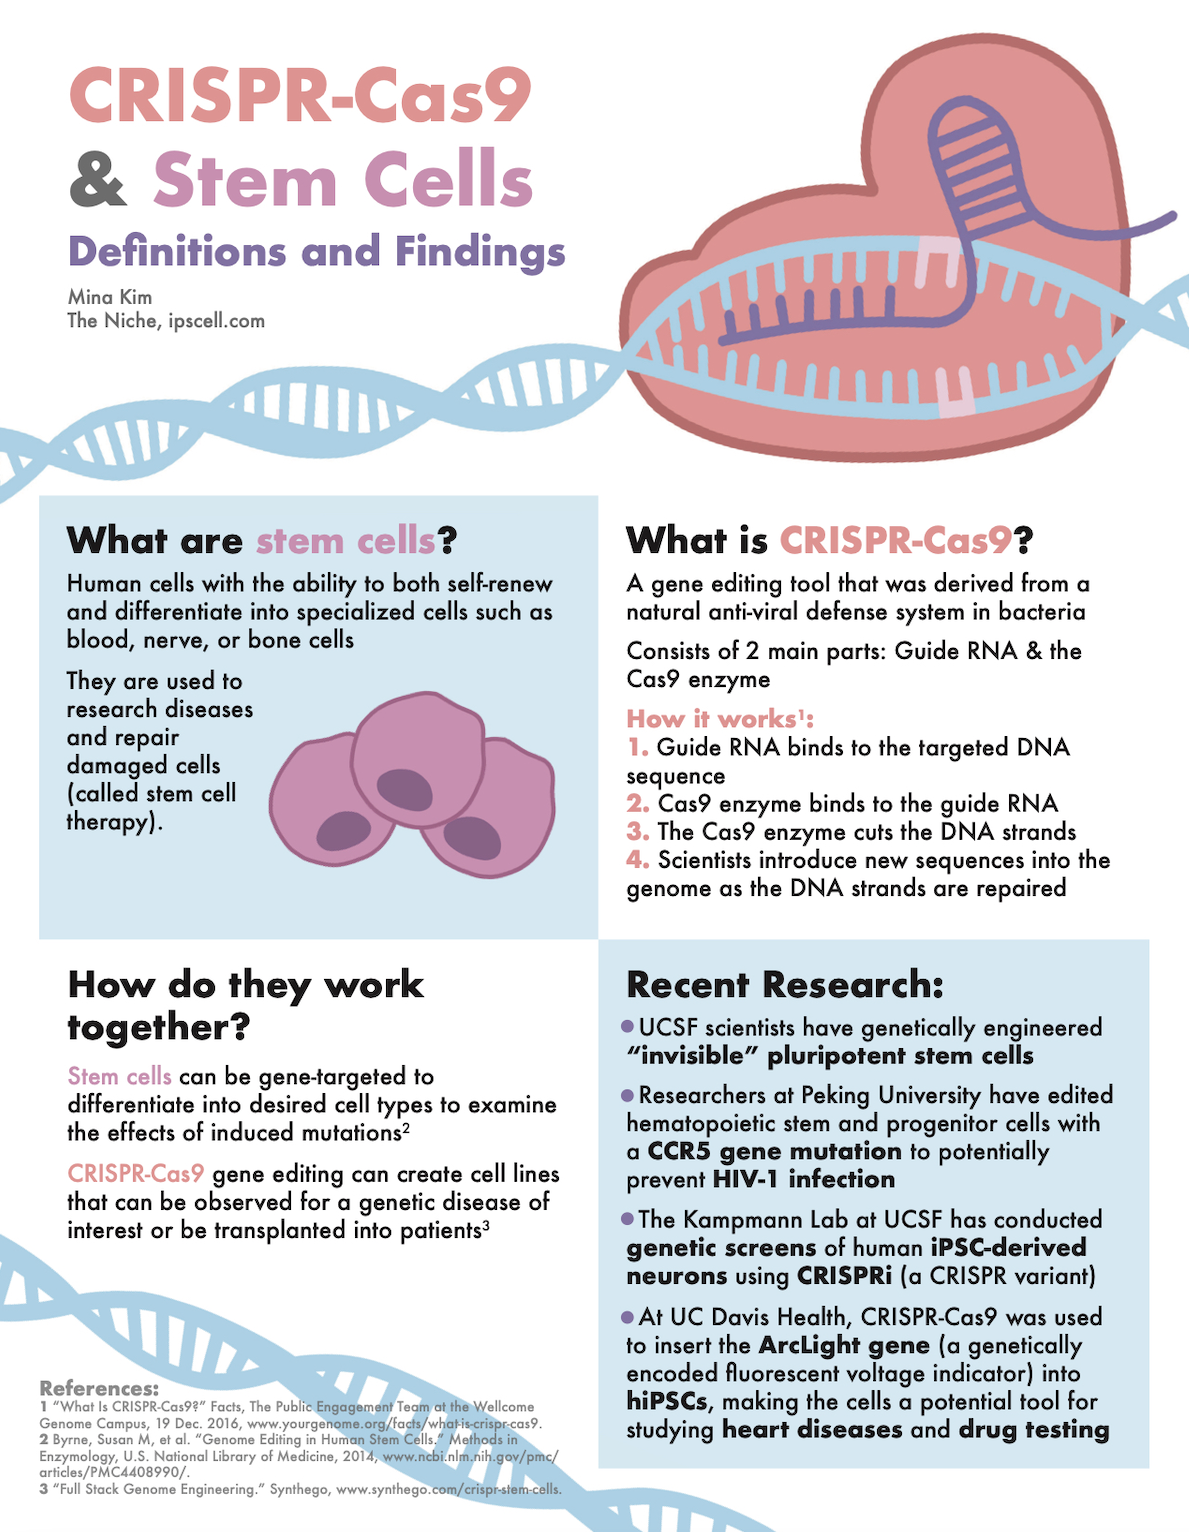 CRISPR-Cas9
& Stem Cells
Definitions and Findings
Mina Kim
The Niche, ipscell.com
What are stem cells?
Human cells with the ability to both self-renew
and differentiate into specialized cells such as
blood, nerve, or bone cells
They are used to
research diseases
and repair
damaged cells
(called stem cell
therapy).
What is CRISPR-Cas9?
A gene editing tool that was derived from a
natural anti-viral defense system in bacteria
Consists of 2 main parts: Guide RNA & the
Cas9 enzyme
How it works¹:
1. Guide RNA binds to the targeted DNA
sequence
2. Cas9 enzyme binds to the guide RNA
3. The Cas9 enzyme cuts the DNA strands
4. Scientists introduce new sequences into the
genome as the DNA strands are repaired
How do they work
together?
Stem cells can be gene-targeted to
differentiate into desired cell types to examine
the effects of induced mutations²
CRISPR-Cas9 gene editing can create cell lines
that can be observed for a genetic disease of
interest or be transplanted into patients³
Recent Research:
● UCSF scientists have genetically engineered
“invisible” pluripotent stem cells
● Researchers at Peking University have edited
hematopoietic stem and progenitor cells with
a CCR5 gene mutation to potentially
prevent HIV-1 infection
● The Kampmann Lab at UCSF has conducted
genetic screens of human iPSC-derived
neurons using CRISPRi (a CRISPR variant)
● At UC Davis Health, CRISPR-Cas9 was used
to insert the ArcLight gene (a genetically
encoded fluorescent voltage indicator) into
hiPSCs, making the cells a potential tool for
studying heart diseases and drug testing
References:
1 “What Is CRISPR-Cas9?” Facts, The Public Engagement Team at the Wellcome
Genome Campus, 19 Dec. 2016, www.yourgenome.org/facts/what-is-crispr-cas9.
2 Byrne, Susan M, et al. “Genome Editing in Human Stem Cells.” Methods in
Enzymology, U.S. National Library of Medicine, 2014, www.ncbi.nlm.nih.gov/pmc/
articles/PMC4408990/.
3 “Full Stack Genome Engineering.” Synthego, www.synthego.com/crispr-stem-cells.